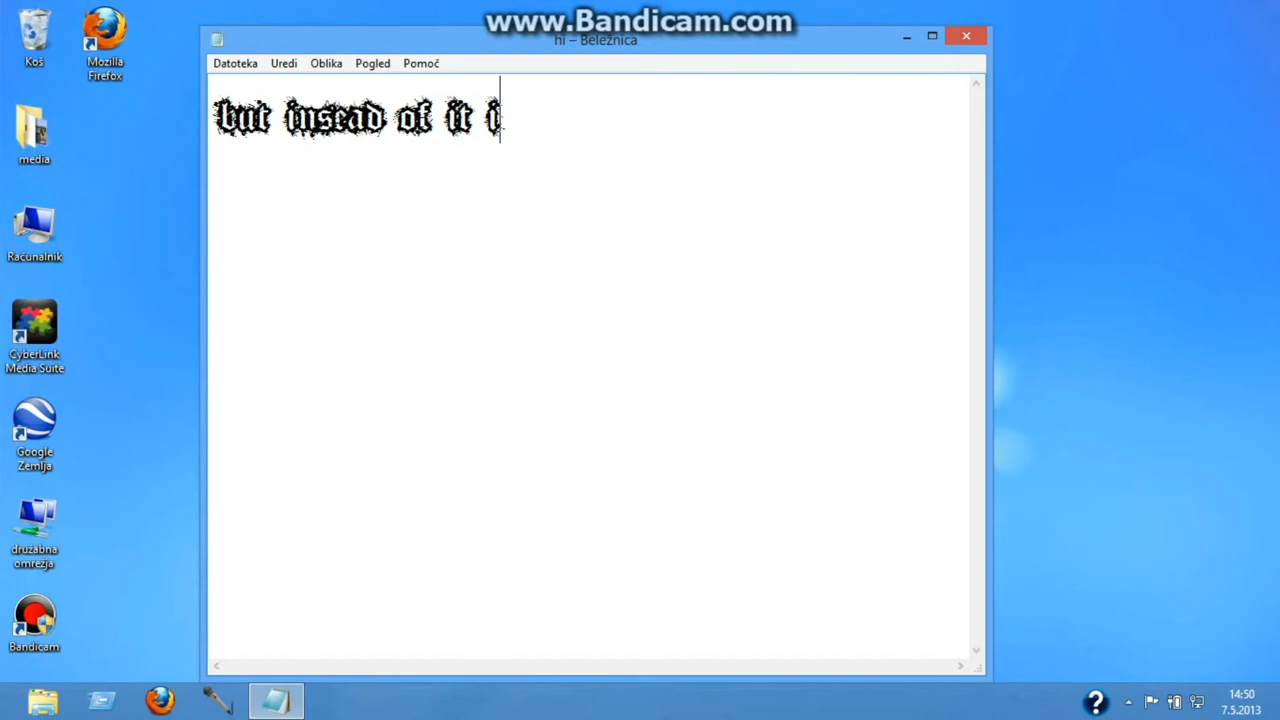 www.Bandicam.com
hi – Beležnica
Datoteka Uredi Oblika Pogled Pomoč
but insead of it i
Koš
Mozilla
Firefox
media
Računalnik
CyberLink
Media Suite
Google
Zemlja
družabna
omrežja
Bandicam
14:50
7.5.2013